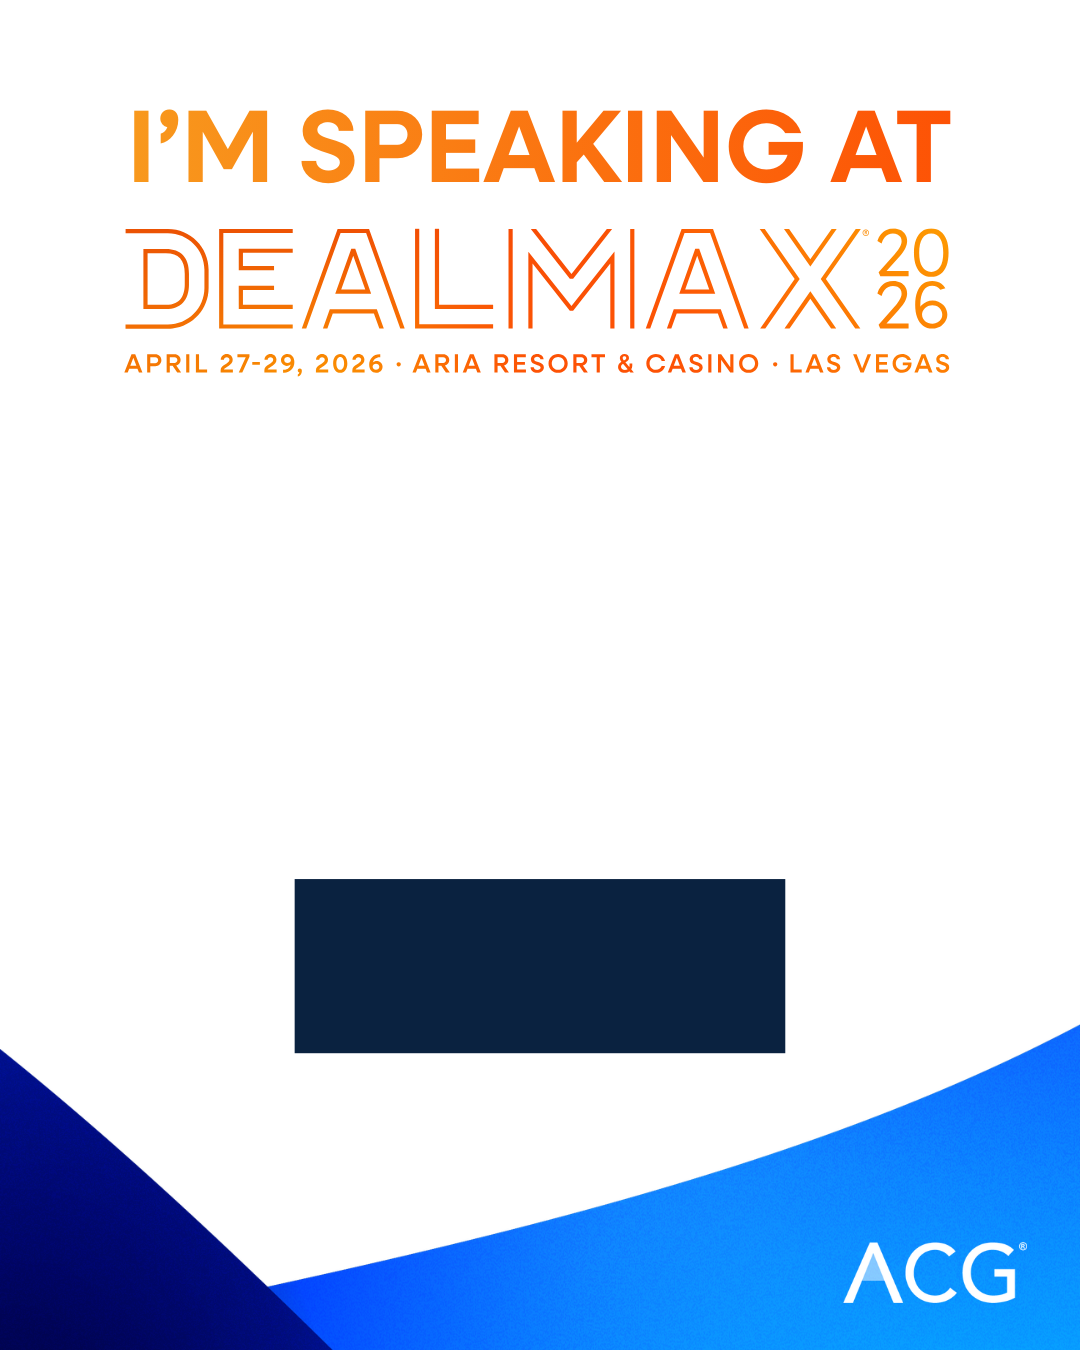 I’M SPEAKING AT
DEALMAX® 2026
APRIL 27-29, 2026 · ARIA RESORT & CASINO · LAS VEGAS
ACG®